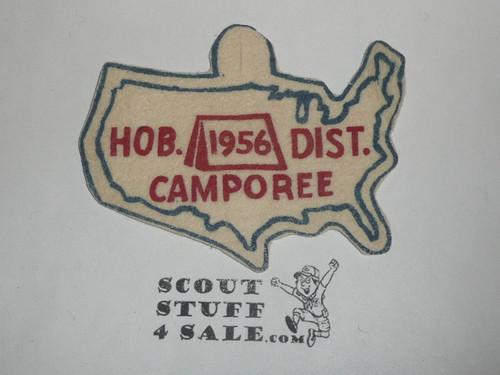 HOB. 1956 DIST.
CAMPOREE
SCOUT
STUFF
4 SALE.COM